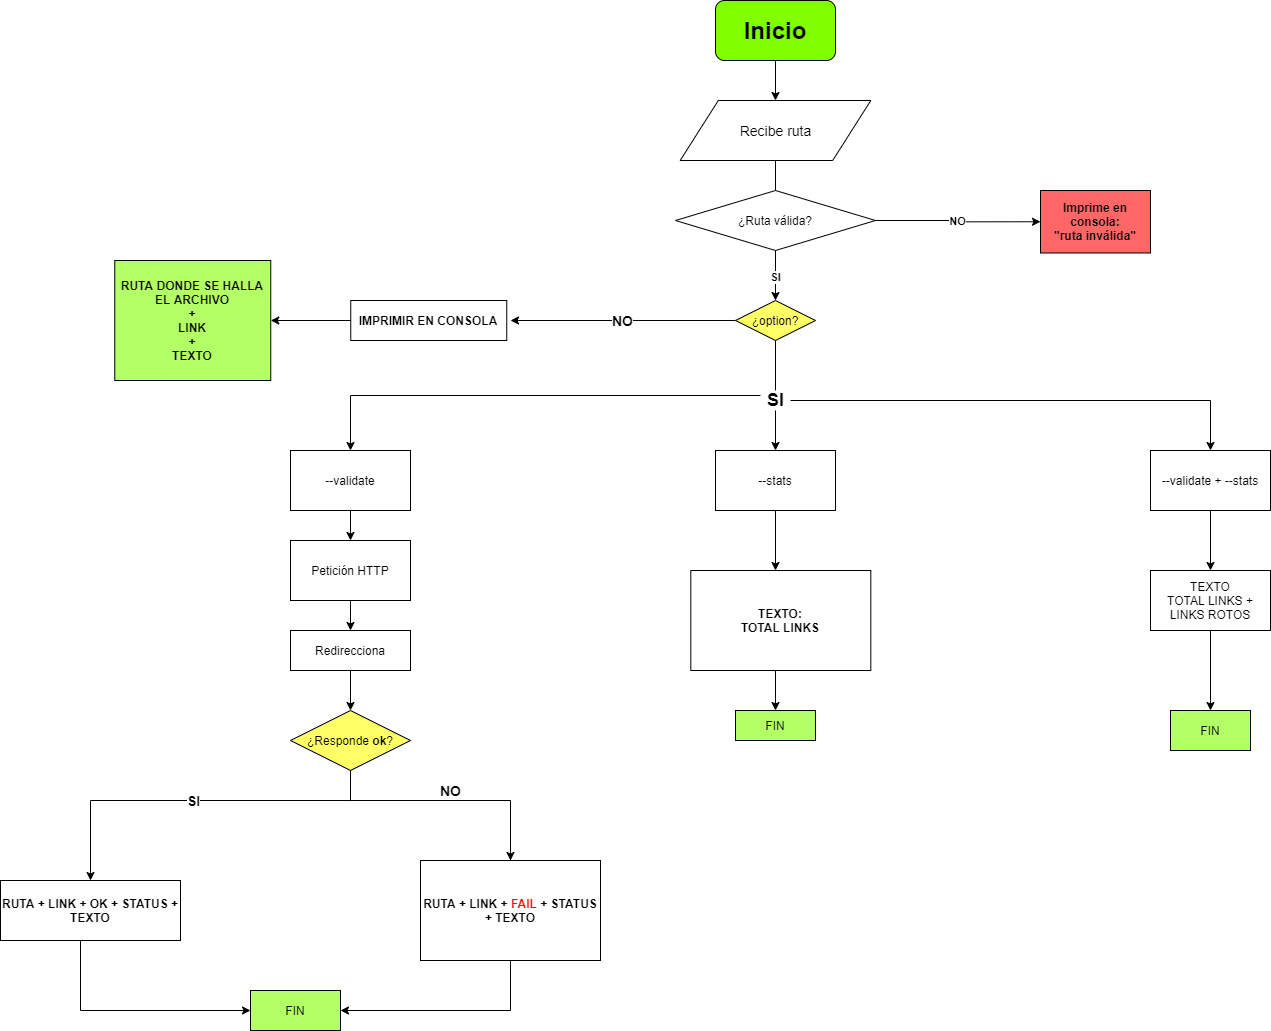 Inicio
Recibe ruta
¿Ruta válida?
NO
Imprime en
consola:
"ruta inválida"
SI
¿option?
NO
IMPRIMIR EN CONSOLA
RUTA DONDE SE HALLA
EL ARCHIVO
+
LINK
+
TEXTO
SI
--validate
--stats
--validate + --stats
Petición HTTP
Redirecciona
TEXTO:
TOTAL LINKS
TEXTO
TOTAL LINKS +
LINKS ROTOS
FIN
FIN
¿Responde ok?
SI
NO
RUTA + LINK + OK + STATUS +
TEXTO
RUTA + LINK + FAIL + STATUS
+ TEXTO
FIN